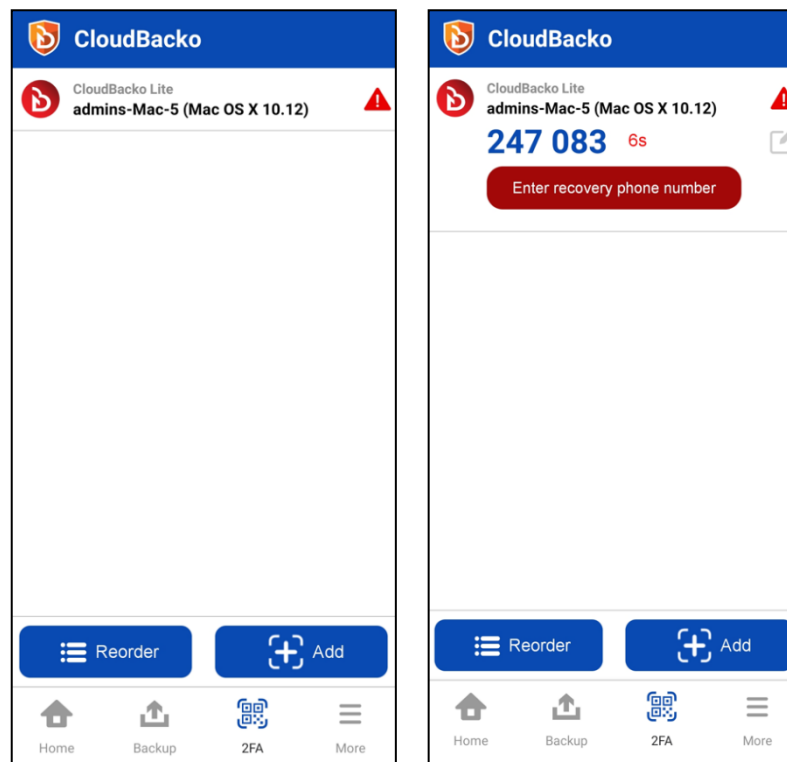 CloudBacko
CloudBacko Lite
admins-Mac-5 (Mac OS X 10.12)
Reorder
Add
Home
Backup
2FA
More
CloudBacko
CloudBacko Lite
admins-Mac-5 (Mac OS X 10.12)
247 083 6s
Enter recovery phone number
Reorder
Add
Home
Backup
2FA
More